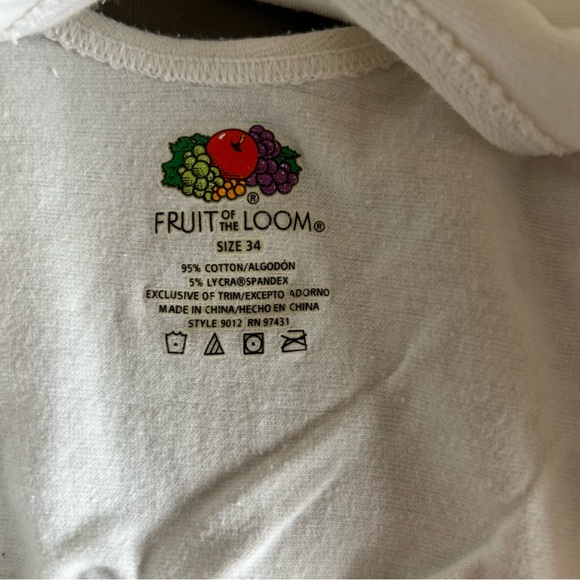 ®
FRUIT OF THE LOOM®
SIZE 34
95% COTTON/ALGODÓN
5% LYCRA®SPANDEX
EXCLUSIVE OF TRIM/EXCEPTO ADORNO
MADE IN CHINA/HECHO EN CHINA
STYLE 9012 RN 97431